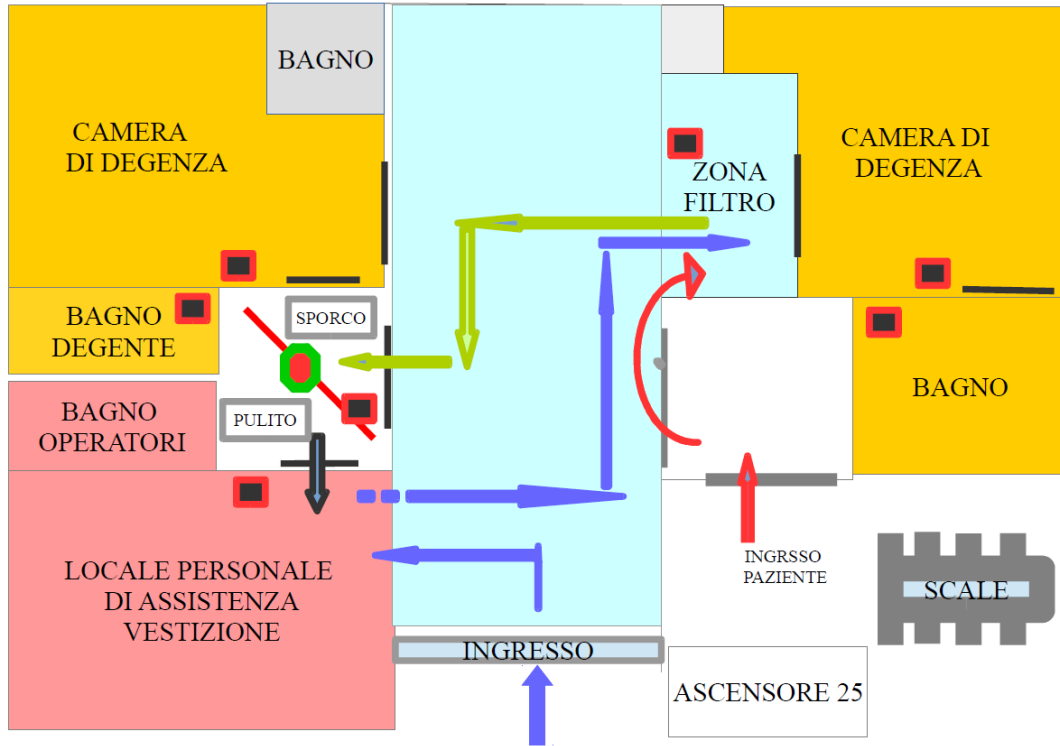 BAGNO
CAMERA
DI DEGENZA
CAMERA DI
DEGENZA
ZONA
FILTRO
BAGNO
DEGENTE
SPORCO
BAGNO
OPERATORI
PULITO
BAGNO
LOCALE PERSONALE
DI ASSISTENZA
VESTIZIONE
INGRSSO
PAZIENTE
SCALE
INGRESSO
ASCENSORE 25